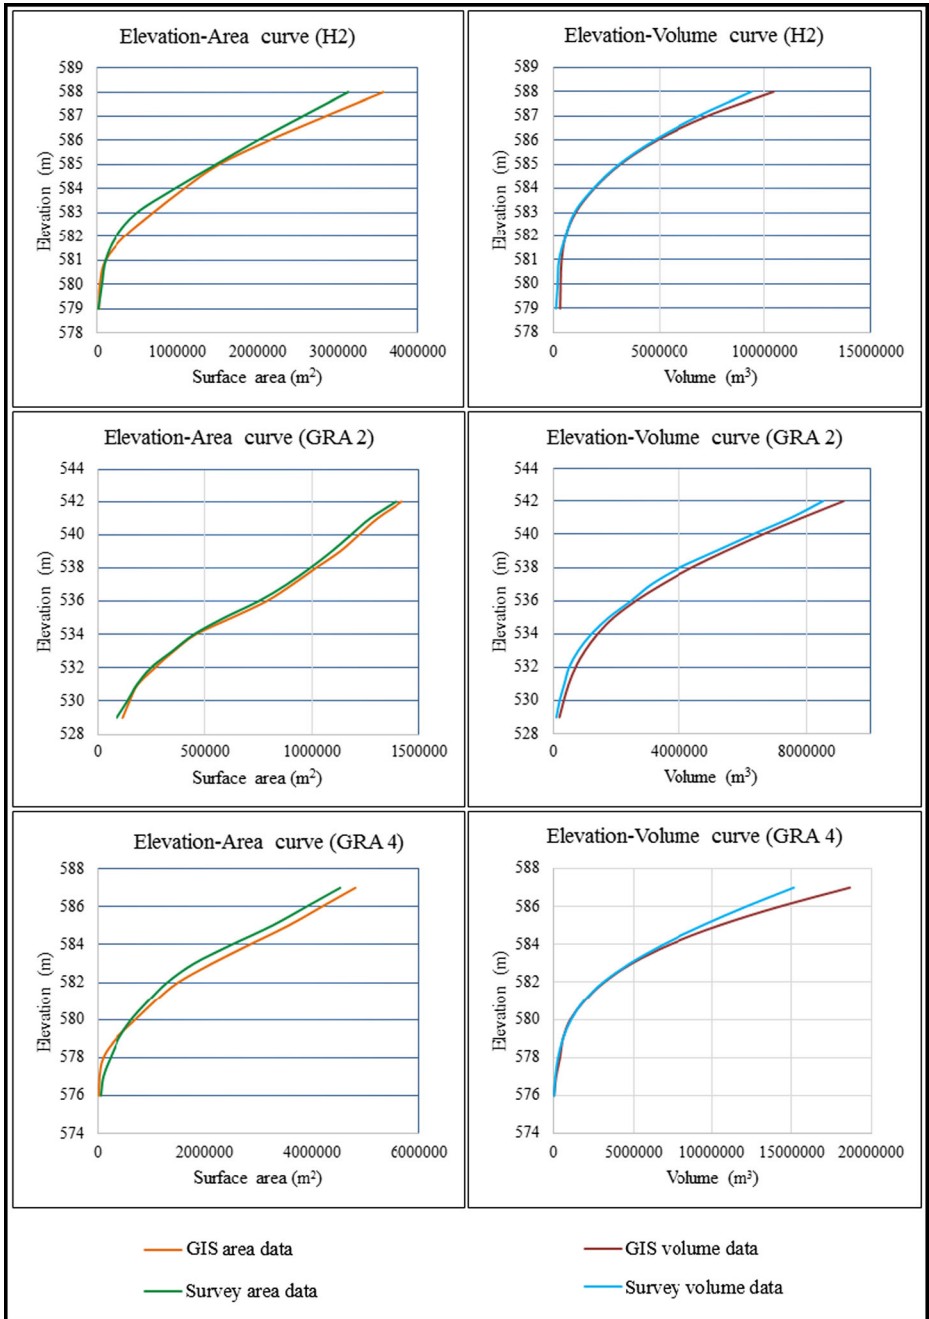 Elevation-Area curve (H2)
589
588
587
586
585
584
583
582
581
580
579
578
Elevation (m)
0 1000000 2000000 3000000 4000000
Surface area (m²)
Elevation-Volume curve (H2)
589
588
587
586
585
584
583
582
581
580
579
578
Elevation (m)
0 5000000 10000000 15000000
Volume (m³)
Elevation-Area curve (GRA 2)
544
542
540
538
536
534
532
530
528
Elevation (m)
0 500000 1000000 1500000
Surface area (m²)
Elevation-Volume curve (GRA 2)
544
542
540
538
536
534
532
530
528
Elevation (m)
0 4000000 8000000
Volume (m³)
Elevation-Area curve (GRA 4)
588
586
584
582
580
578
576
574
Elevation (m)
0 2000000 4000000 6000000
Surface area (m²)
Elevation-Volume curve (GRA 4)
588
586
584
582
580
578
576
574
Elevation (m)
0 5000000 10000000 15000000 20000000
Volume (m³)
GIS area data
Survey area data
GIS volume data
Survey volume data